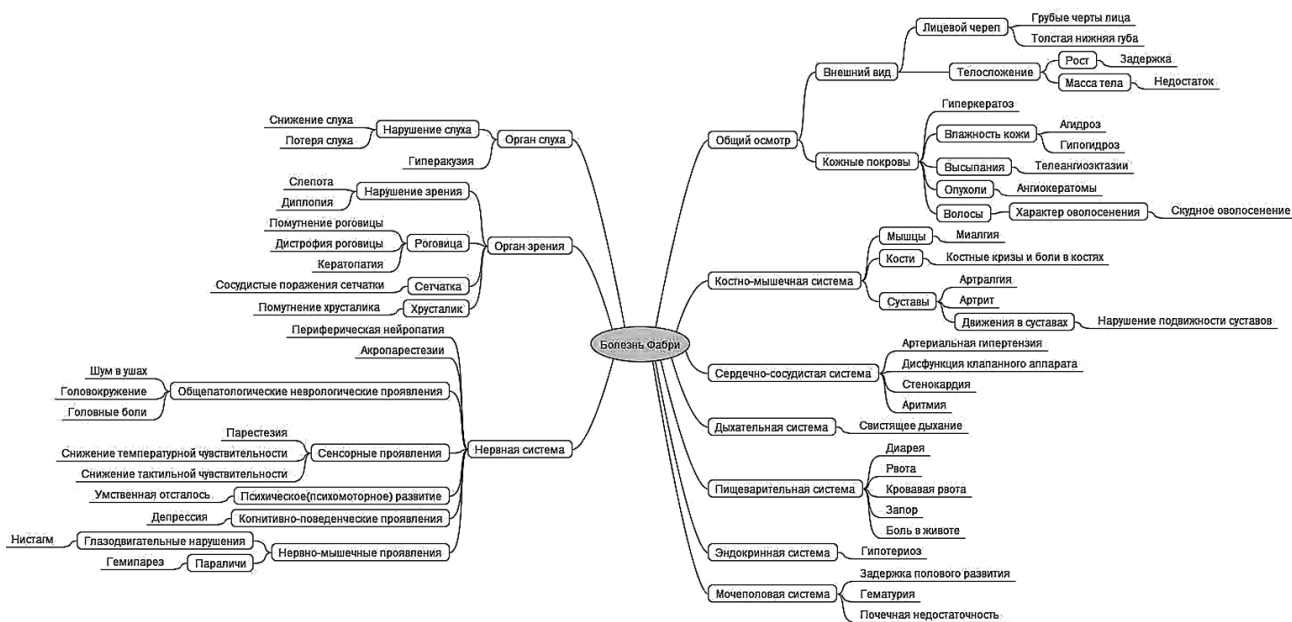 Болезнь Фабри
Общий осмотр
Внешний вид
Лицевой череп
Грубые черты лица
Толстая нижняя губа
Телосложение
Рост
Задержка
Масса тела
Недостаток
Кожные покровы
Гиперкератоз
Влажность кожи
Агидроз
Гипогидроз
Высыпания
Телеангиоэктазии
Опухоли
Ангиокератомы
Волосы
Характер оволосенения
Скудное оволосенение
Костно-мышечная система
Мышцы
Миалгия
Кости
Костные кризы и боли в костях
Суставы
Артралгия
Артрит
Движения в суставах
Нарушение подвижности суставов
Сердечно-сосудистая система
Артериальная гипертензия
Дисфункция клапанного аппарата
Стенокардия
Аритмия
Дыхательная система
Свистящее дыхание
Пищеварительная система
Диарея
Рвота
Кровавая рвота
Запор
Боль в животе
Эндокринная система
Гипотериоз
Мочеполовая система
Задержка полового развития
Гематурия
Почечная недостаточность
Орган слуха
Нарушение слуха
Снижение слуха
Потеря слуха
Гиперакузия
Орган зрения
Нарушение зрения
Слепота
Диплопия
Роговица
Помутнение роговицы
Дистрофия роговицы
Кератопатия
Сетчатка
Сосудистые поражения сетчатки
Хрусталик
Помутнение хрусталика
Нервная система
Периферическая нейропатия
Акропарестезии
Общепатологические неврологические проявления
Шум в ушах
Головокружение
Головные боли
Сенсорные проявления
Парестезия
Снижение температурной чувствительности
Снижение тактильной чувствительности
Психическое(психомоторное) развитие
Умственная отсталось
Когнитивно-поведенческие проявления
Депрессия
Нервно-мышечные проявления
Глазодвигательные нарушения
Нистагм
Параличи
Гемипарез